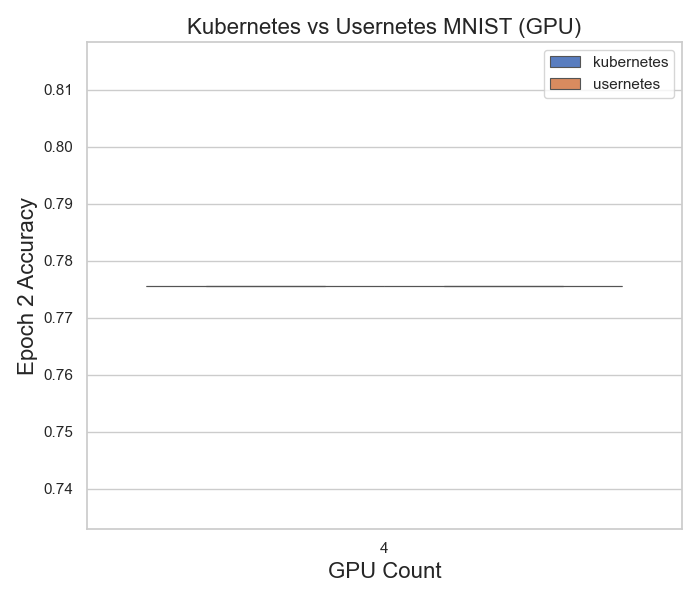 Kubernetes vs Usernetes MNIST (GPU)
kubernetes
usernetes
0.81
0.80
0.79
0.78
0.77
0.76
0.75
0.74
Epoch 2 Accuracy
4
GPU Count